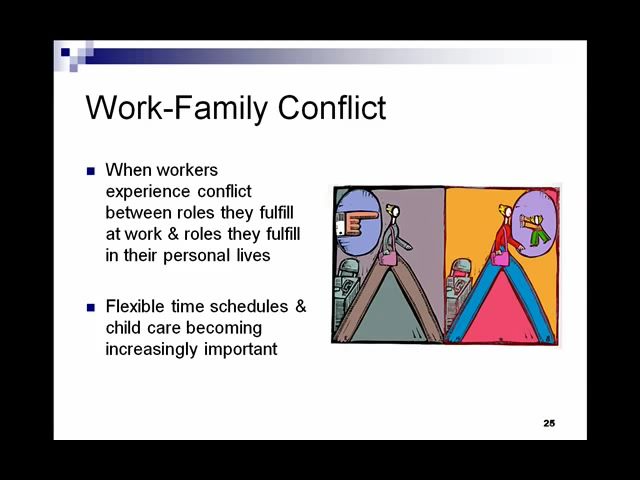 Work-Family Conflict
When workers
experience conflict
between roles they fulfill
at work & roles they fulfill
in their personal lives
Flexible time schedules &
child care becoming
increasingly important
25